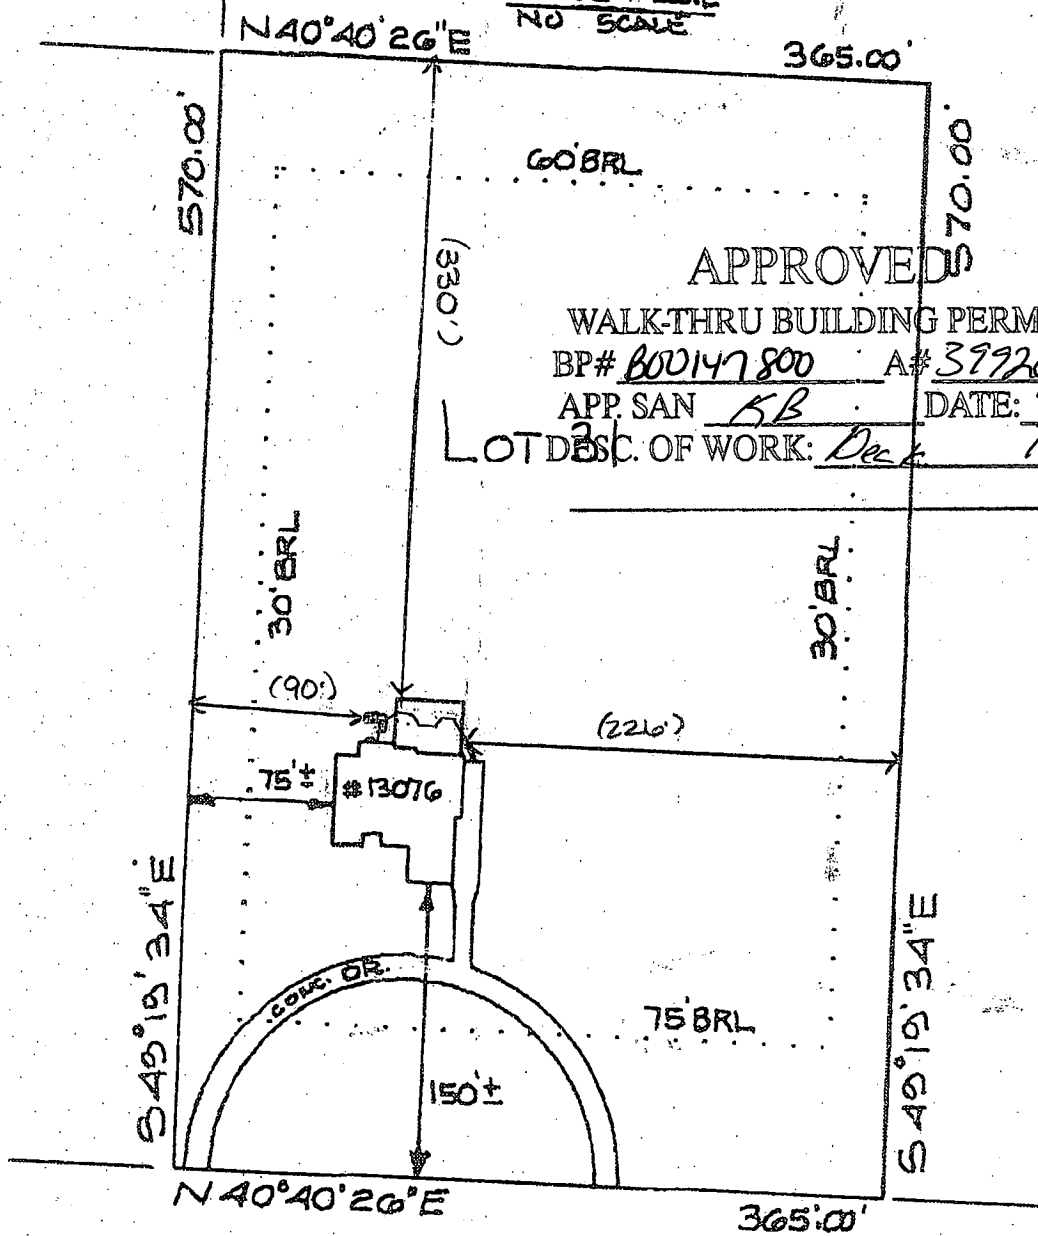 NO SCALE
N40°40'26"E
365.00'
570.00'
570.00'
60'BRL
(330')
APPROVED
WALK-THRU BUILDING PERM
BP# B00147800 A# 3992
APP. SAN KB DATE:
LOT 31
DESC. OF WORK: Deck
30'BRL
30'BRL
(90')
(226')
75'±
#13076
S49°19'34"E
S49°19'34"E
CONC. DR.
75'BRL
150'±
N40°40'26"E
365.00'